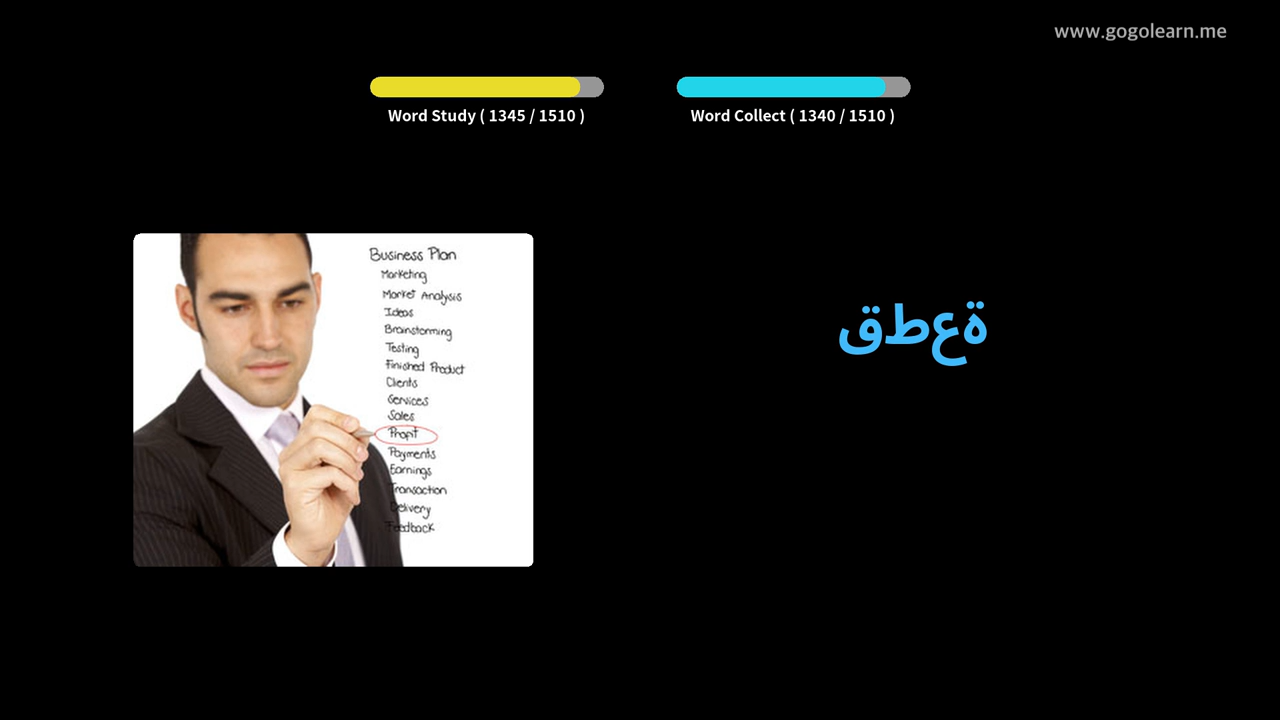 www.gogolearn.me
Word Study ( 1345 / 1510 )
Word Collect ( 1340 / 1510 )
Business Plan
Marketing
Market Analysis
Ideas
Brainstorming
Testing
Finished Product
Clients
Services
Sales
Profit
Payments
Earnings
Transaction
Delivery
Feedback
قطعة